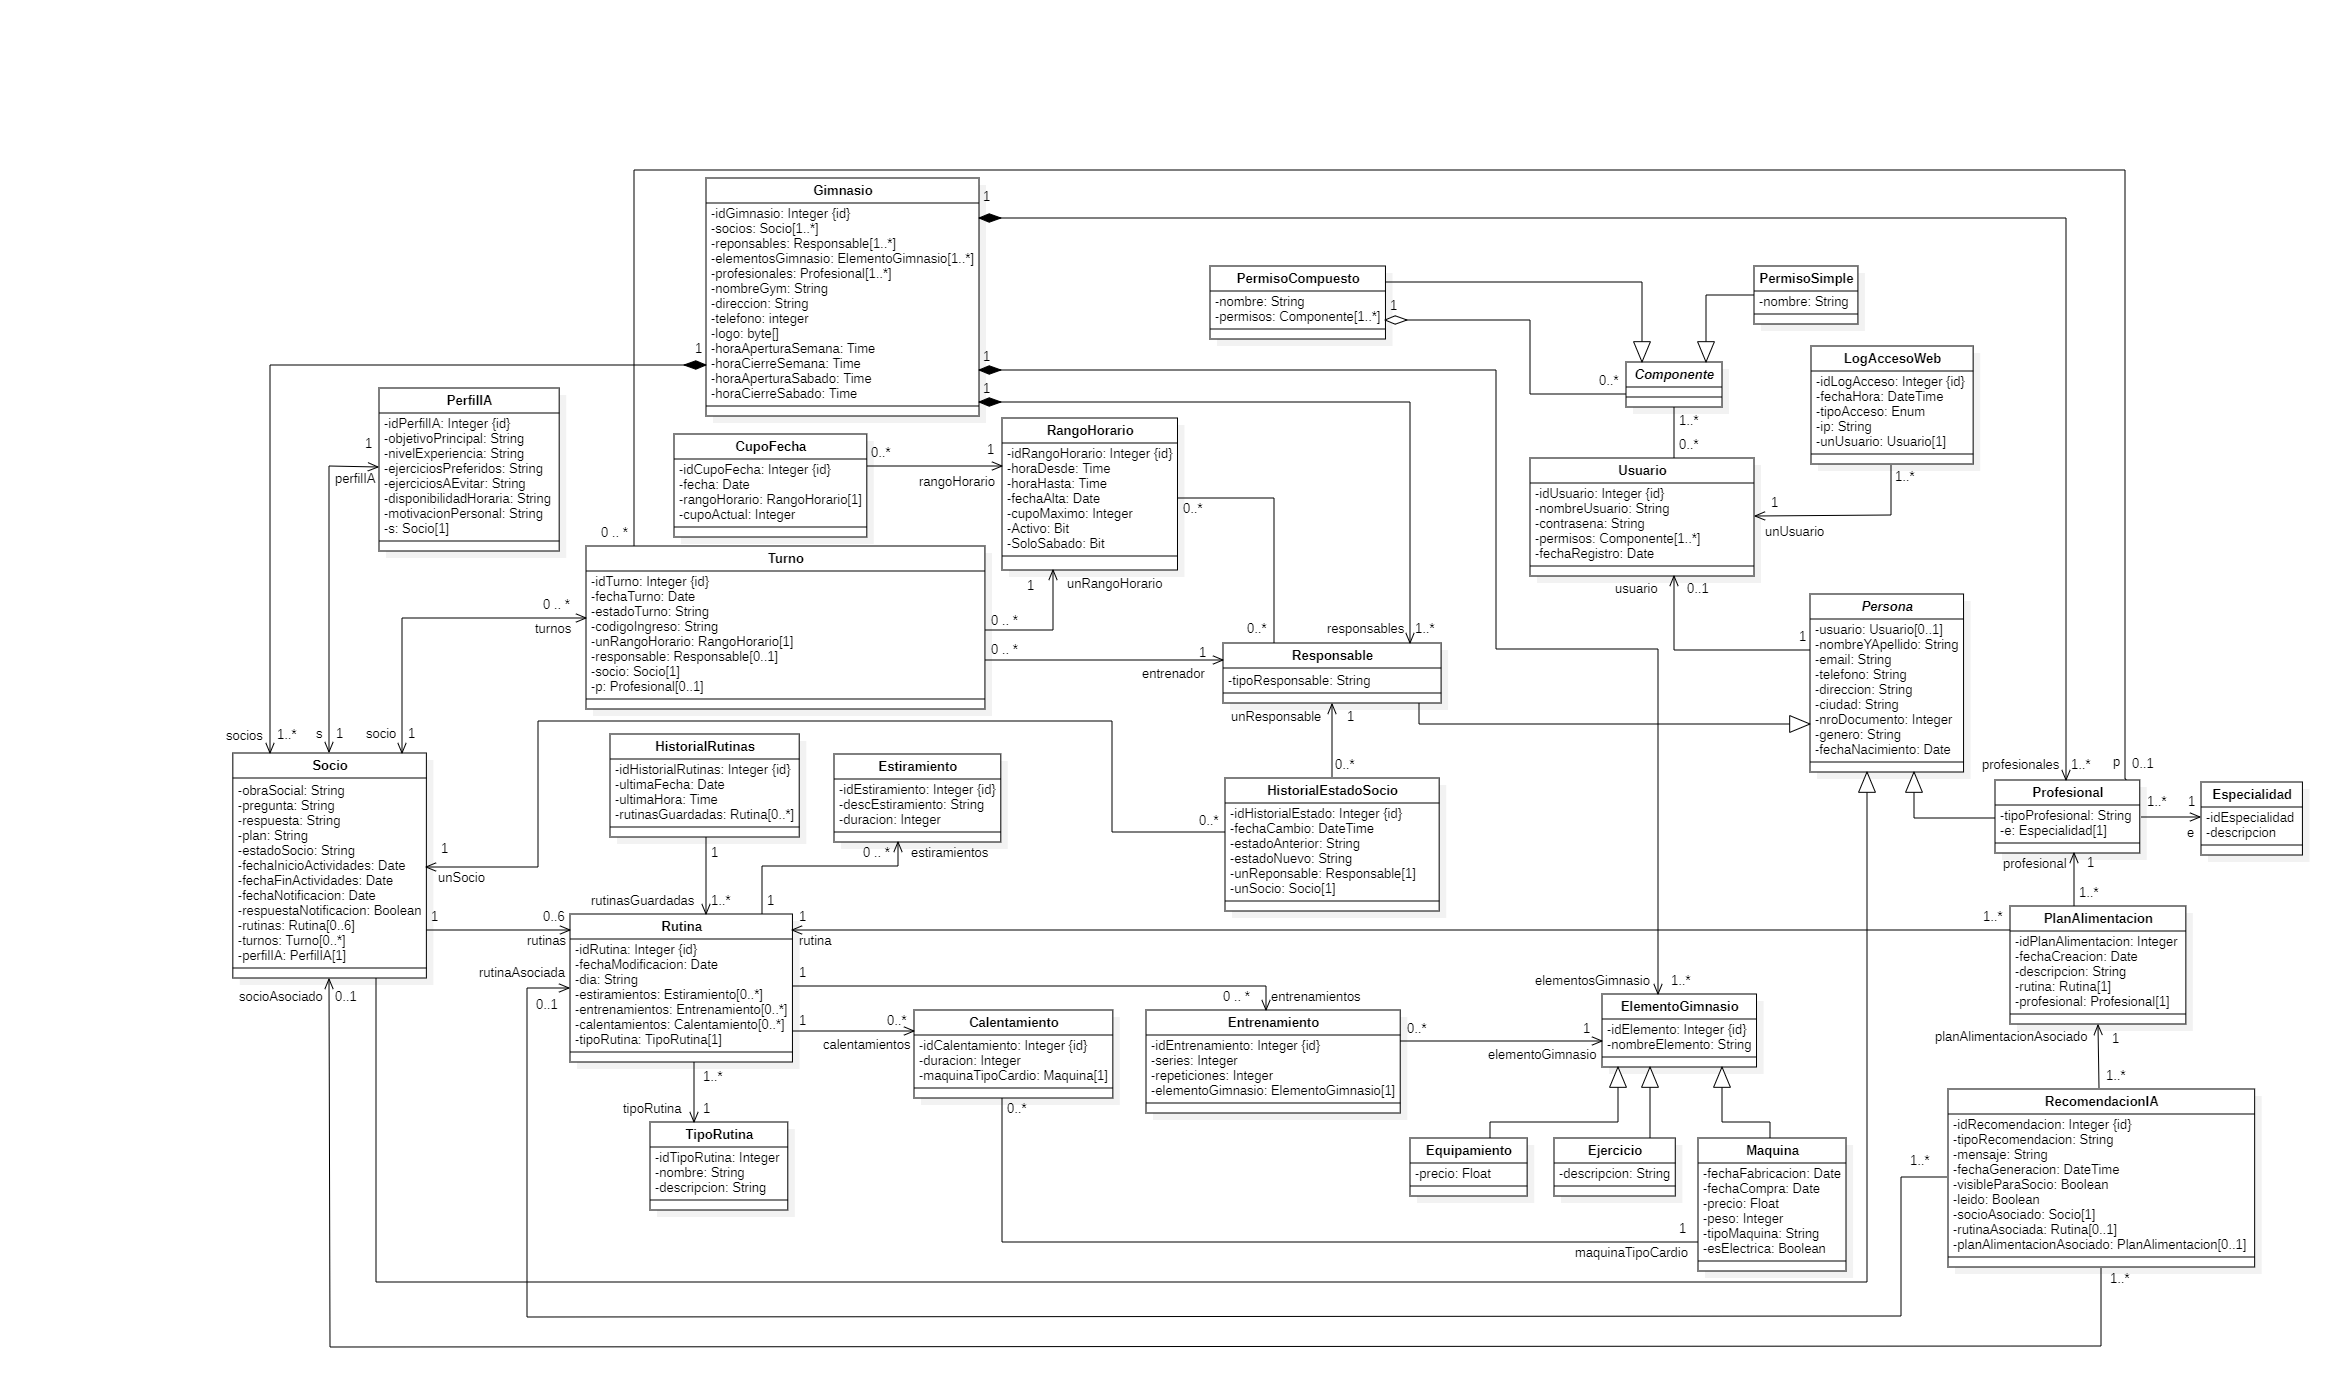 Gimnasio
-idGimnasio: Integer {id}
-socios: Socio[1..*]
-reponsables: Responsable[1..*]
-elementosGimnasio: ElementoGimnasio[1..*]
-profesionales: Profesional[1..*]
-nombreGym: String
-direccion: String
-telefono: integer
-logo: byte[]
-horaAperturaSemana: Time
-horaCierreSemana: Time
-horaAperturaSabado: Time
-horaCierreSabado: Time
1
1
1
1
PermisoCompuesto
-nombre: String
-permisos: Componente[1..*]
1
0..*
PermisoSimple
-nombre: String
Componente
1..*
0..*
LogAccesoWeb
-idLogAcceso: Integer {id}
-fechaHora: DateTime
-tipoAcceso: Enum
-ip: String
-unUsuario: Usuario[1]
1..*
1
unUsuario
Usuario
-idUsuario: Integer {id}
-nombreUsuario: String
-contrasena: String
-permisos: Componente[1..*]
-fechaRegistro: Date
usuario
0..1
1
PerfilIA
-idPerfilIA: Integer {id}
-objetivoPrincipal: String
-nivelExperiencia: String
-ejerciciosPreferidos: String
-ejerciciosAEvitar: String
-disponibilidadHoraria: String
-motivacionPersonal: String
-s: Socio[1]
1
perfilIA
CupoFecha
-idCupoFecha: Integer {id}
-fecha: Date
-rangoHorario: RangoHorario[1]
-cupoActual: Integer
0..*
1
rangoHorario
RangoHorario
-idRangoHorario: Integer {id}
-horaDesde: Time
-horaHasta: Time
-fechaAlta: Date
-cupoMaximo: Integer
-Activo: Bit
-SoloSabado: Bit
0..*
1
unRangoHorario
0 .. *
Turno
-idTurno: Integer {id}
-fechaTurno: Date
-estadoTurno: String
-codigoIngreso: String
-unRangoHorario: RangoHorario[1]
-responsable: Responsable[0..1]
-socio: Socio[1]
-p: Profesional[0..1]
0 .. *
turnos
0 .. *
0 .. *
1
entrenador
0..*
responsables
1..*
Responsable
-tipoResponsable: String
unResponsable
1
0..*
Persona
-usuario: Usuario[0..1]
-nombreYApellido: String
-email: String
-telefono: String
-direccion: String
-ciudad: String
-nroDocumento: Integer
-genero: String
-fechaNacimiento: Date
profesionales
1..*
p
0..1
Profesional
-tipoProfesional: String
-e: Especialidad[1]
1..*
1
e
Especialidad
-idEspecialidad
-descripcion
profesional
1
1..*
socios
1..*
s
1
socio
1
Socio
-obraSocial: String
-pregunta: String
-respuesta: String
-plan: String
-estadoSocio: String
-fechaInicioActividades: Date
-fechaFinActividades: Date
-fechaNotificacion: Date
-respuestaNotificacion: Boolean
-rutinas: Rutina[0..6]
-turnos: Turno[0..*]
-perfilIA: PerfilIA[1]
1
unSocio
1
0..6
rutinas
socioAsociado
0..1
HistorialRutinas
-idHistorialRutinas: Integer {id}
-ultimaFecha: Date
-ultimaHora: Time
-rutinasGuardadas: Rutina[0..*]
1
rutinasGuardadas
1..*
Estiramiento
-idEstiramiento: Integer {id}
-descEstiramiento: String
-duracion: Integer
0 .. *
estiramientos
1
HistorialEstadoSocio
-idHistorialEstado: Integer {id}
-fechaCambio: DateTime
-estadoAnterior: String
-estadoNuevo: String
-unReponsable: Responsable[1]
-unSocio: Socio[1]
0..*
Rutina
-idRutina: Integer {id}
-fechaModificacion: Date
-dia: String
-estiramientos: Estiramiento[0..*]
-entrenamientos: Entrenamiento[0..*]
-calentamientos: Calentamiento[0..*]
-tipoRutina: TipoRutina[1]
1
rutina
1
1
rutinaAsociada
0..1
1..*
tipoRutina
1
PlanAlimentacion
-idPlanAlimentacion: Integer
-fechaCreacion: Date
-descripcion: String
-rutina: Rutina[1]
-profesional: Profesional[1]
1..*
planAlimentacionAsociado
1
1..*
0..*
calentamientos
Calentamiento
-idCalentamiento: Integer {id}
-duracion: Integer
-maquinaTipoCardio: Maquina[1]
0..*
0 .. *
entrenamientos
Entrenamiento
-idEntrenamiento: Integer {id}
-series: Integer
-repeticiones: Integer
-elementoGimnasio: ElementoGimnasio[1]
0..*
1
elementoGimnasio
elementosGimnasio
1..*
ElementoGimnasio
-idElemento: Integer {id}
-nombreElemento: String
TipoRutina
-idTipoRutina: Integer
-nombre: String
-descripcion: String
Equipamiento
-precio: Float
Ejercicio
-descripcion: String
Maquina
-fechaFabricacion: Date
-fechaCompra: Date
-precio: Float
-peso: Integer
-tipoMaquina: String
-esElectrica: Boolean
1
maquinaTipoCardio
RecomendacionIA
-idRecomendacion: Integer {id}
-tipoRecomendacion: String
-mensaje: String
-fechaGeneracion: DateTime
-visibleParaSocio: Boolean
-leido: Boolean
-socioAsociado: Socio[1]
-rutinaAsociada: Rutina[0..1]
-planAlimentacionAsociado: PlanAlimentacion[0..1]
1..*
1..*